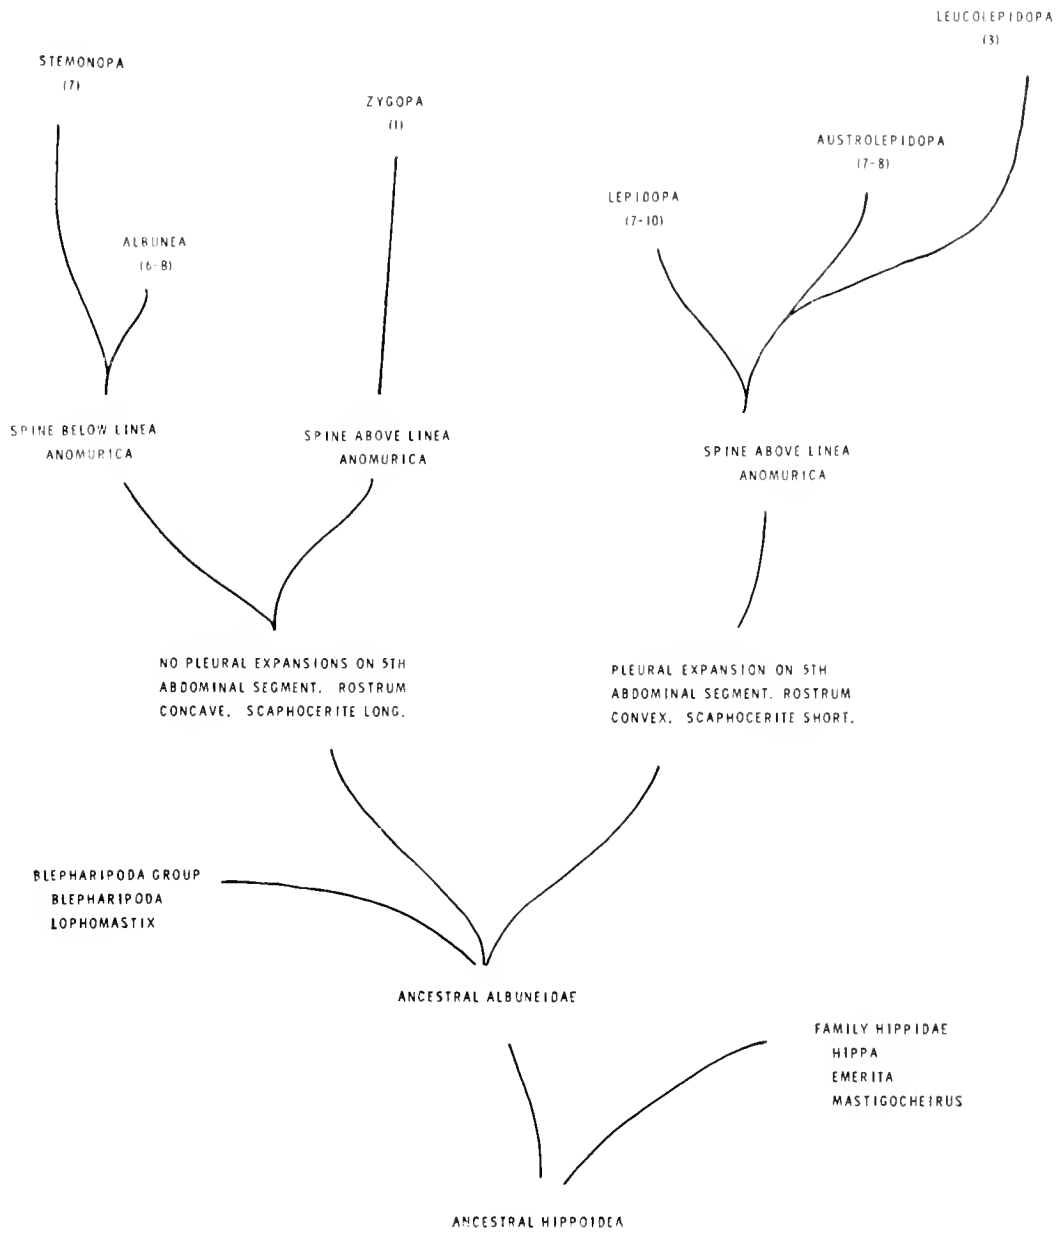 LEUCOLEPIDOPA
(3)
STEMONOPA
(7)
ZYGOPA
(1)
AUSTROLEPIDOPA
(7-8)
LEPIDOPA
(7-10)
ALBUNEA
(6-8)
SPINE BELOW LINEA
ANOMURICA
SPINE ABOVE LINEA
ANOMURICA
SPINE ABOVE LINEA
ANOMURICA
NO PLEURAL EXPANSIONS ON 5TH
ABDOMINAL SEGMENT. ROSTRUM
CONCAVE. SCAPHOCERITE LONG.
PLEURAL EXPANSION ON 5TH
ABDOMINAL SEGMENT. ROSTRUM
CONVEX. SCAPHOCERITE SHORT.
BLEPHARIPODA GROUP
BLEPHARIPODA
LOPHOMASTIX
ANCESTRAL ALBUNEIDAE
FAMILY HIPPIDAE
HIPPA
EMERITA
MASTIGOCHEIRUS
ANCESTRAL HIPPOIDEA